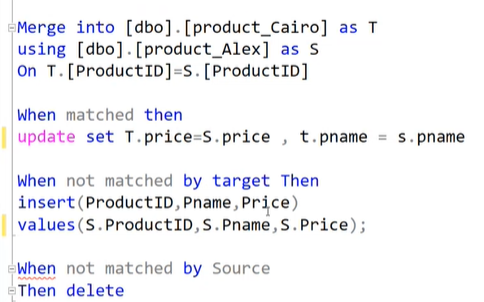 Merge into [dbo].[product_Cairo] as T
using [dbo].[product_Alex] as S
On T.[ProductID]=S.[ProductID]
When matched then
update set T.price=S.price , t.pname = s.pname
When not matched by target Then
insert(ProductID,Pname,Price)
values(S.ProductID,S.Pname,S.Price);
When not matched by Source
Then delete